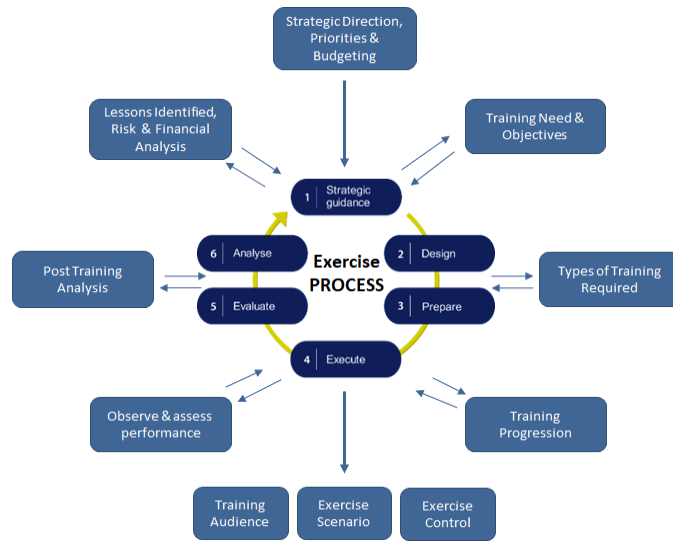 Strategic Direction,
Priorities &
Budgeting
Lessons Identified,
Risk & Financial
Analysis
Training Need &
Objectives
1 Strategic
guidance
6 Analyse
2 Design
Exercise
PROCESS
Post Training
Analysis
Types of Training
Required
5 Evaluate
3 Prepare
4 Execute
Observe & assess
performance
Training
Progression
Training
Audience
Exercise
Scenario
Exercise
Control